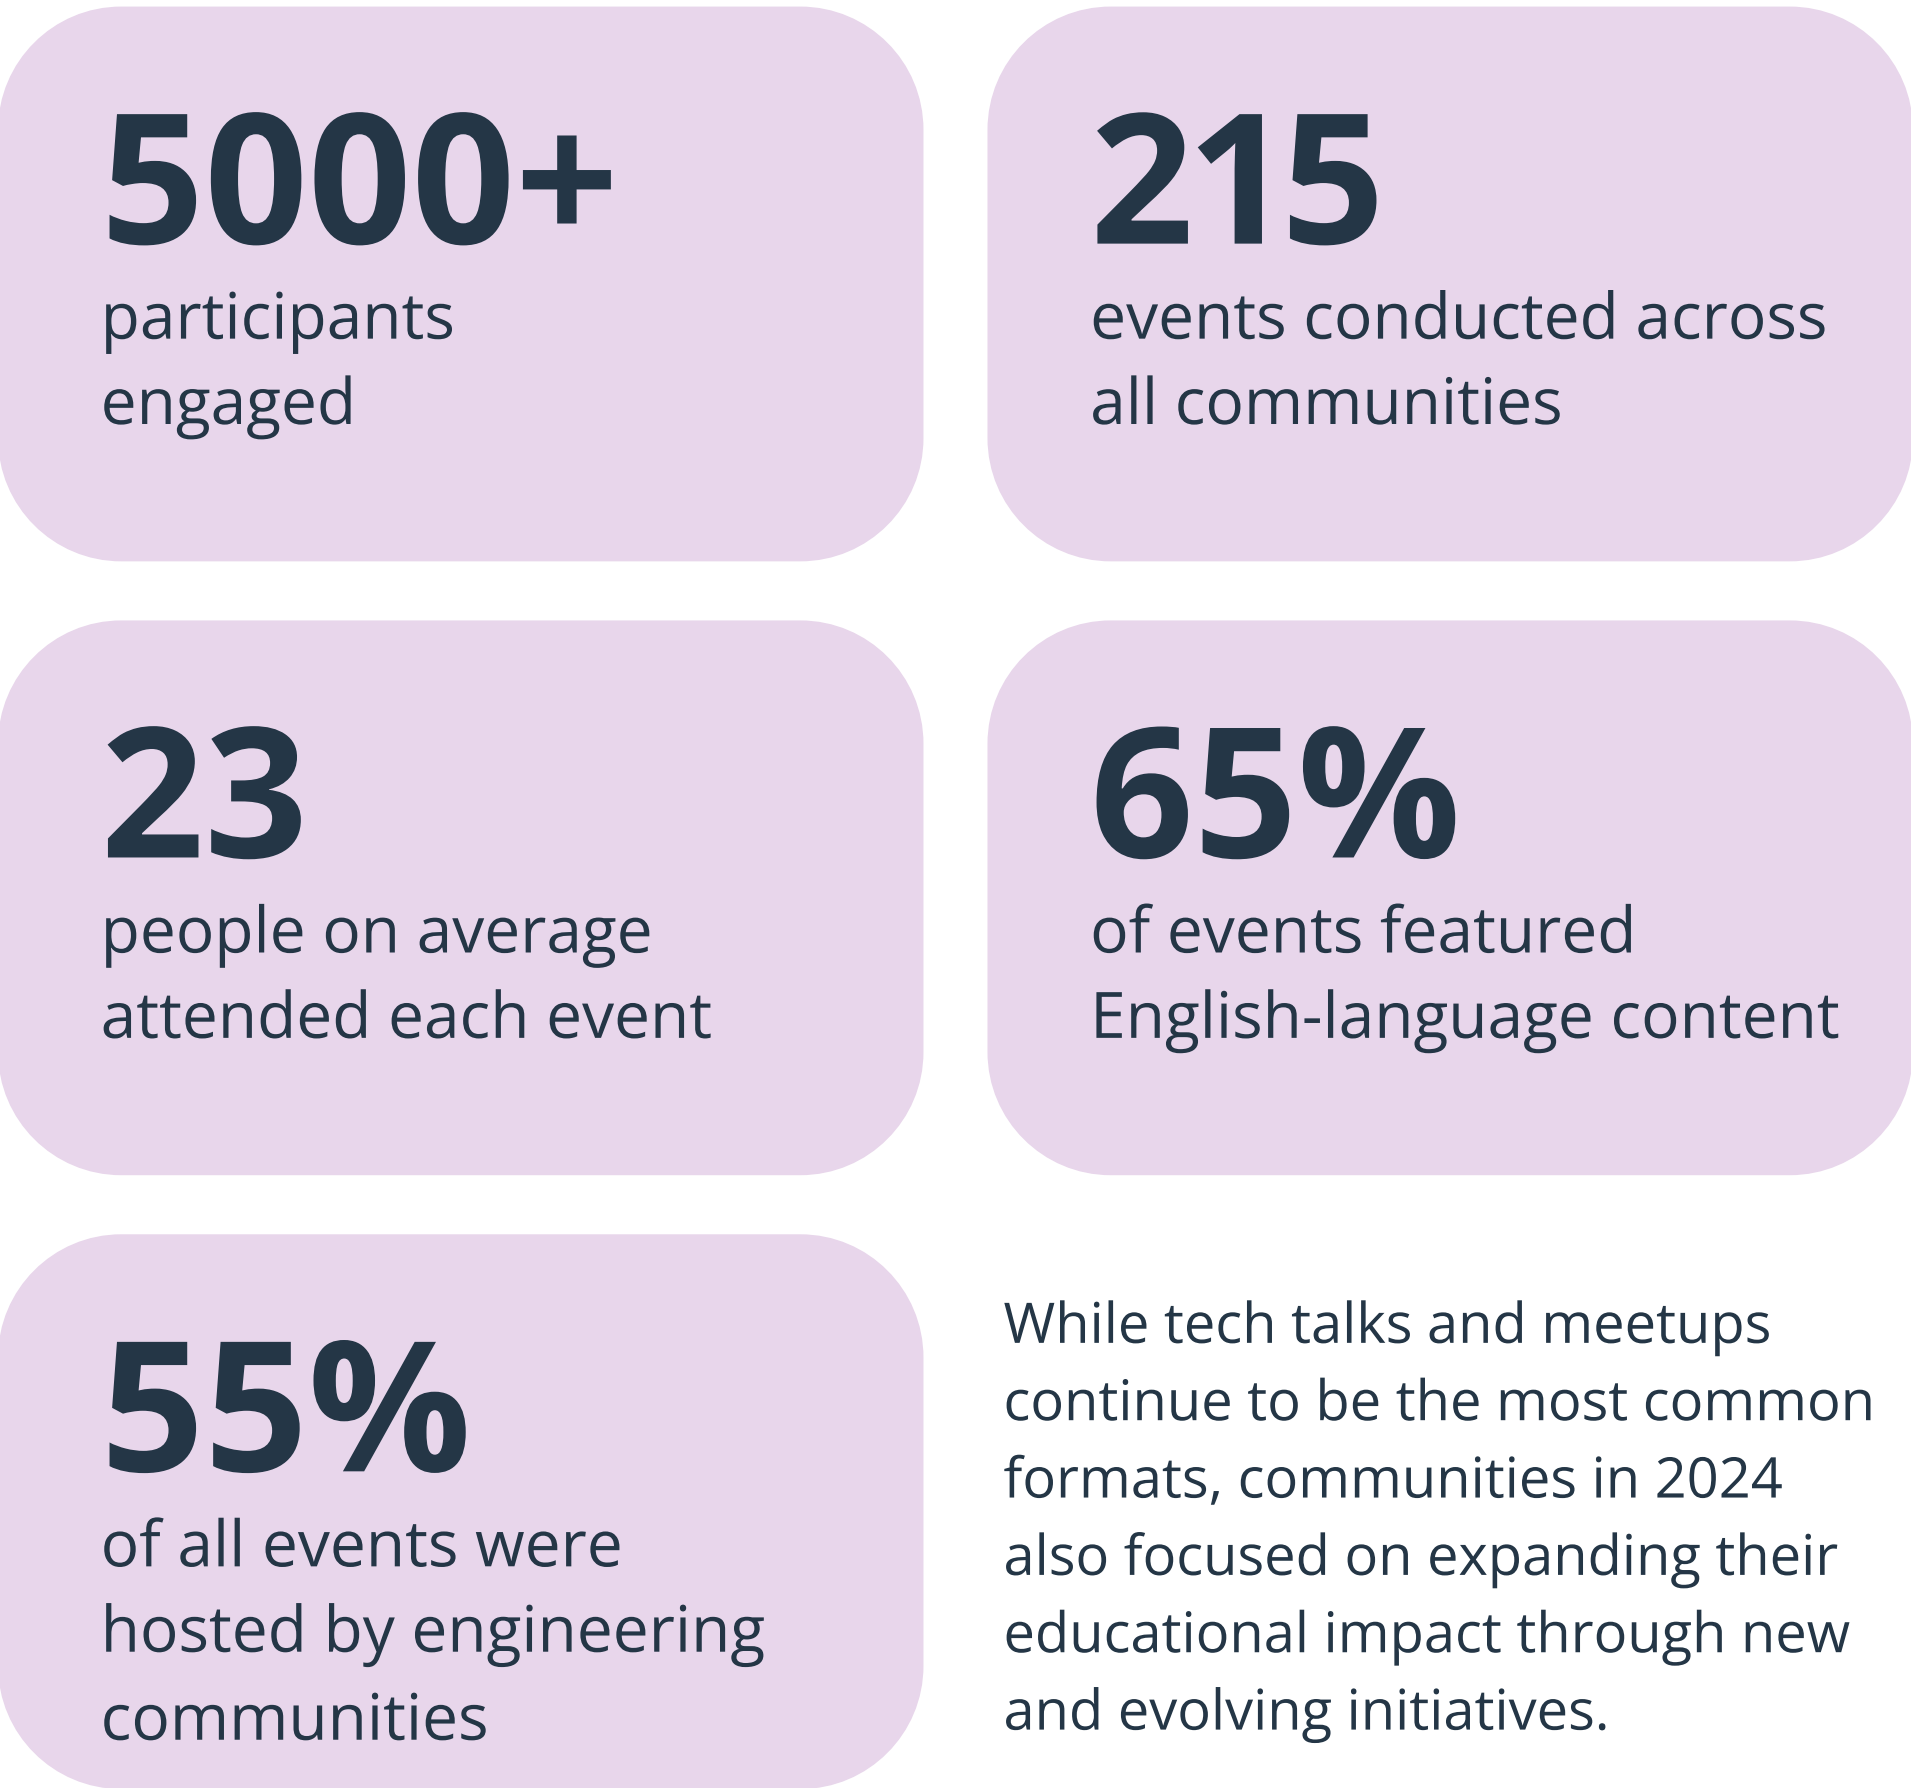 5000+
participants
engaged
215
events conducted across
all communities
23
people on average
attended each event
65%
of events featured
English-language content
55%
of all events were
hosted by engineering
communities
While tech talks and meetups
continue to be the most common
formats, communities in 2024
also focused on expanding their
educational impact through new
and evolving initiatives.